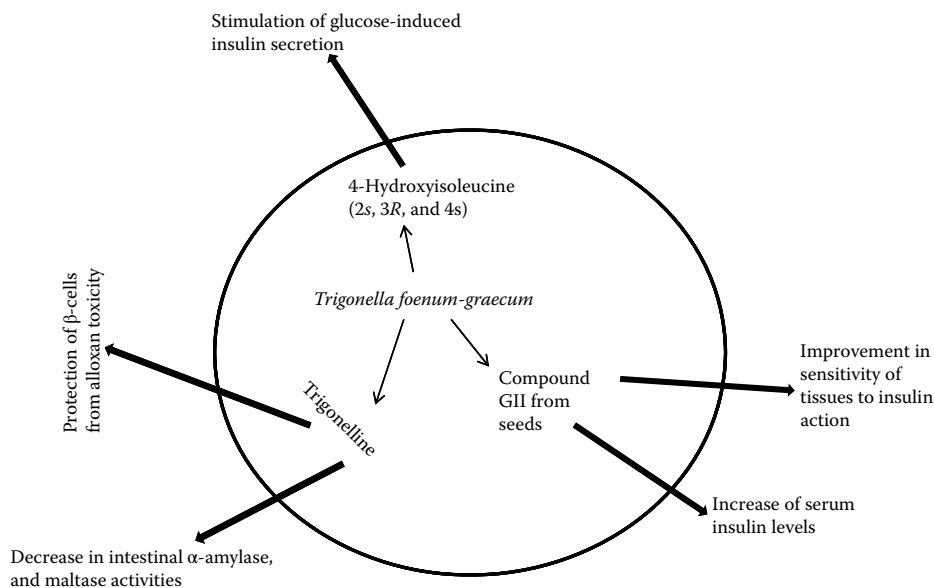 Stimulation of glucose-induced
insulin secretion
4-Hydroxyisoleucine
(2s, 3R, and 4s)
Trigonella foenum-graecum
Protection of β-cells
from alloxan toxicity
Trigonelline
Compound
GII from
seeds
Improvement in
sensitivity of
tissues to insulin
action
Increase of serum
insulin levels
Decrease in intestinal α-amylase,
and maltase activities